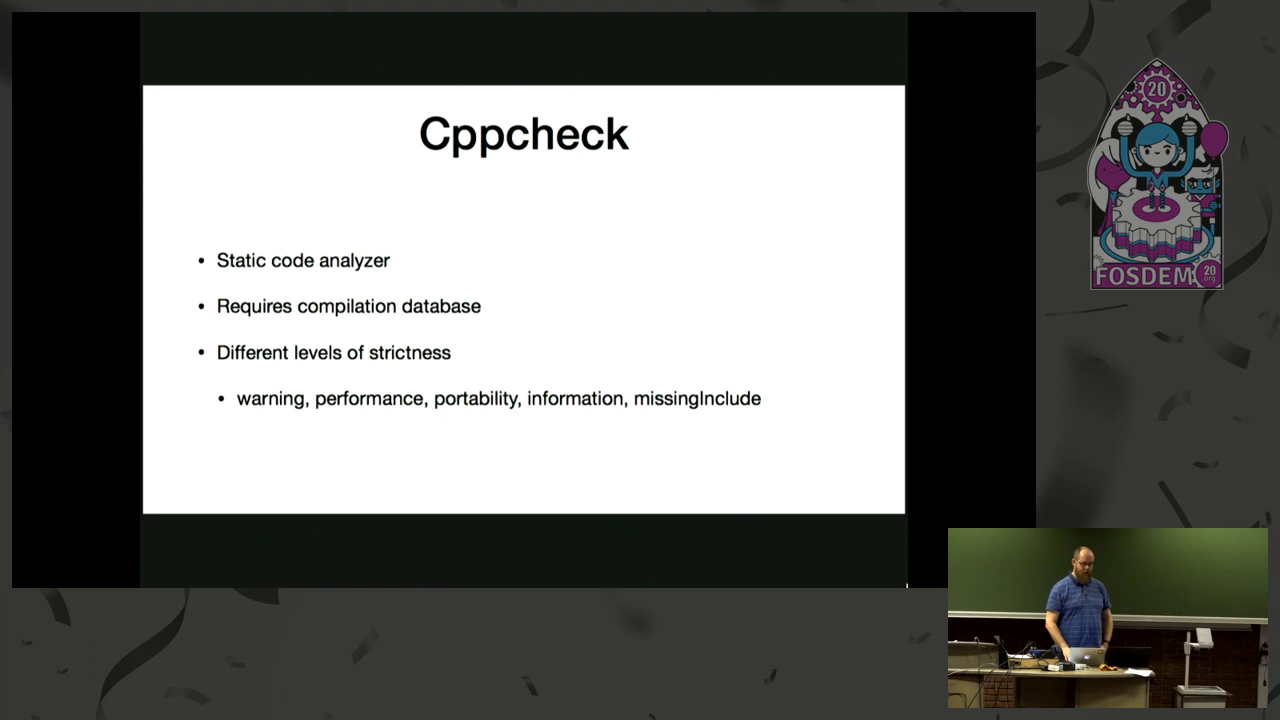 Cppcheck
• Static code analyzer
• Requires compilation database
• Different levels of strictness
• warning, performance, portability, information, missingInclude
20
FOSDEM
20
.org